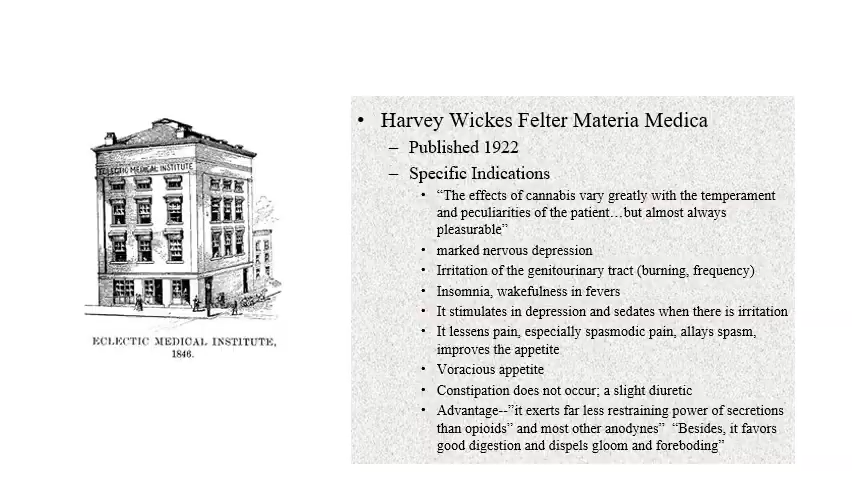 ECLECTIC MEDICAL INSTITUTE
ECLECTIC MEDICAL INSTITUTE,
1846.
• Harvey Wickes Felter Materia Medica
– Published 1922
– Specific Indications
• “The effects of cannabis vary greatly with the temperament
and peculiarities of the patient…but almost always
pleasurable”
• marked nervous depression
• Irritation of the genitourinary tract (burning, frequency)
• Insomnia, wakefulness in fevers
• It stimulates in depression and sedates when there is irritation
• It lessens pain, especially spasmodic pain, allays spasm,
improves the appetite
• Voracious appetite
• Constipation does not occur; a slight diuretic
• Advantage--”it exerts far less restraining power of secretions
than opioids” and most other anodynes” “Besides, it favors
good digestion and dispels gloom and foreboding”